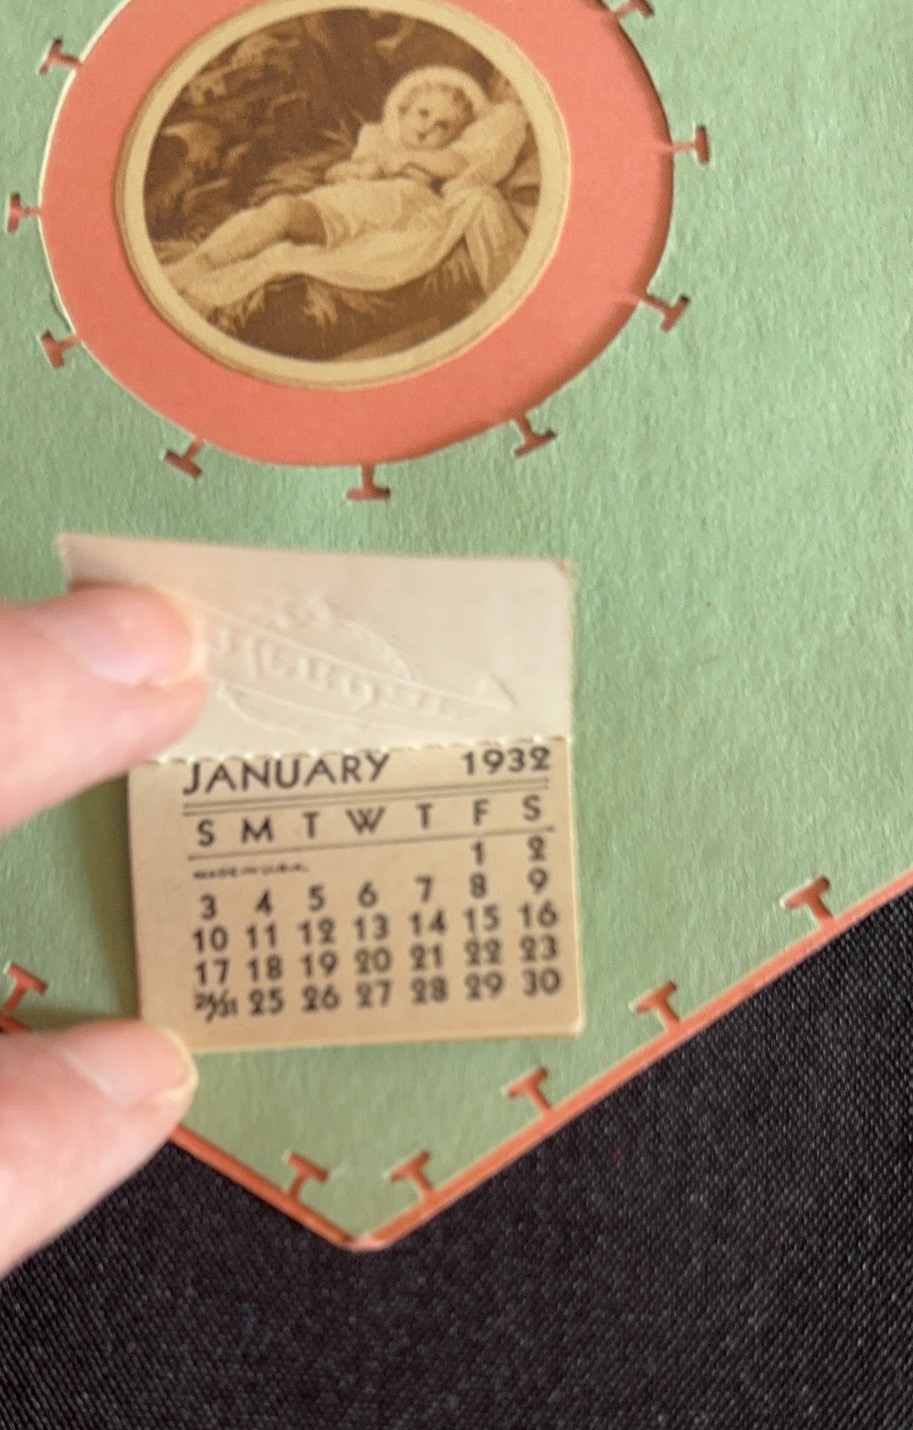 JANUARY 1932
S M T W T F S
1 2
MADE IN U.S.A.
3 4 5 6 7 8 9
10 11 12 13 14 15 16
17 18 19 20 21 22 23
24/31 25 26 27 28 29 30